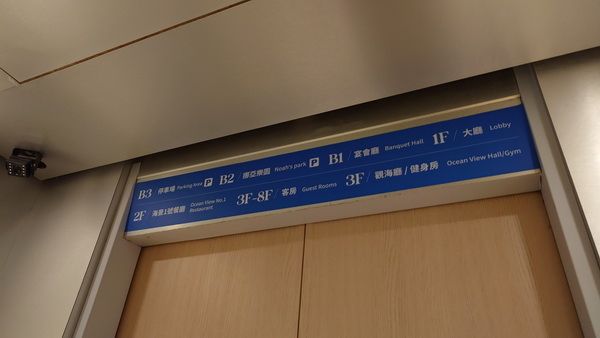 B3 / 停車場 Parking Area P B2 / 挪亞樂園 Noah's park P B1 / 宴會廳 Banquet Hall 1F / 大廳 Lobby
2F / 海景1號餐廳 Ocean View No.1 Restaurant 3F-8F / 客房 Guest Rooms 3F / 觀海廳 / 健身房 Ocean View Hall/Gym